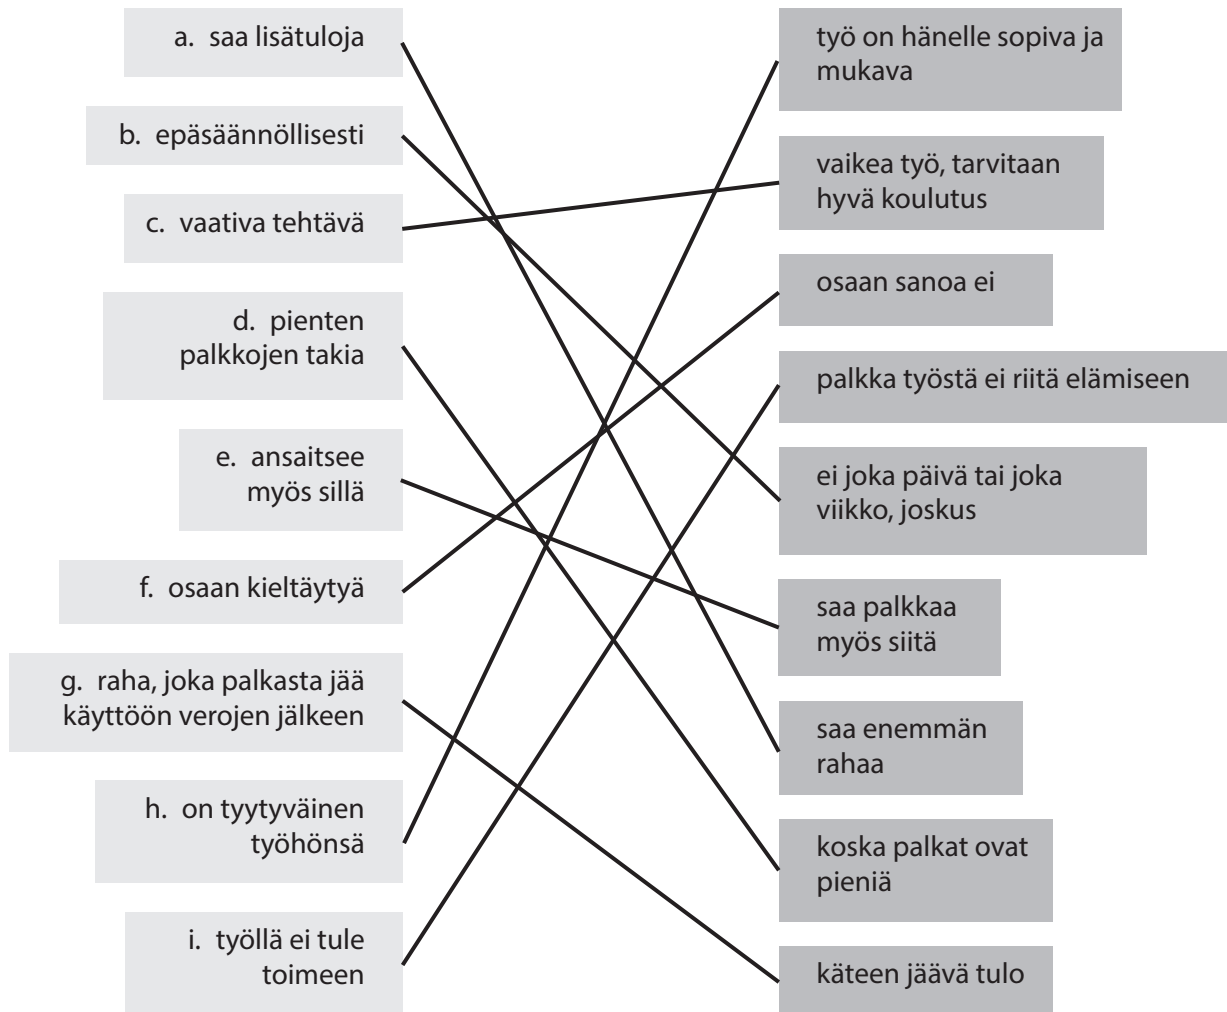 a. saa lisätuloja
b. epäsäännöllisesti
c. vaativa tehtävä
d. pienten
palkkojen takia
e. ansaitsee
myös sillä
f. osaan kieltäytyä
g. raha, joka palkasta jää
käyttöön verojen jälkeen
h. on tyytyväinen
työhönsä
i. työllä ei tule
toimeen
työ on hänelle sopiva ja
mukava
vaikea työ, tarvitaan
hyvä koulutus
osaan sanoa ei
palkka työstä ei riitä elämiseen
ei joka päivä tai joka
viikko, joskus
saa palkkaa
myös siitä
saa enemmän
rahaa
koska palkat ovat
pieniä
käteen jäävä tulo